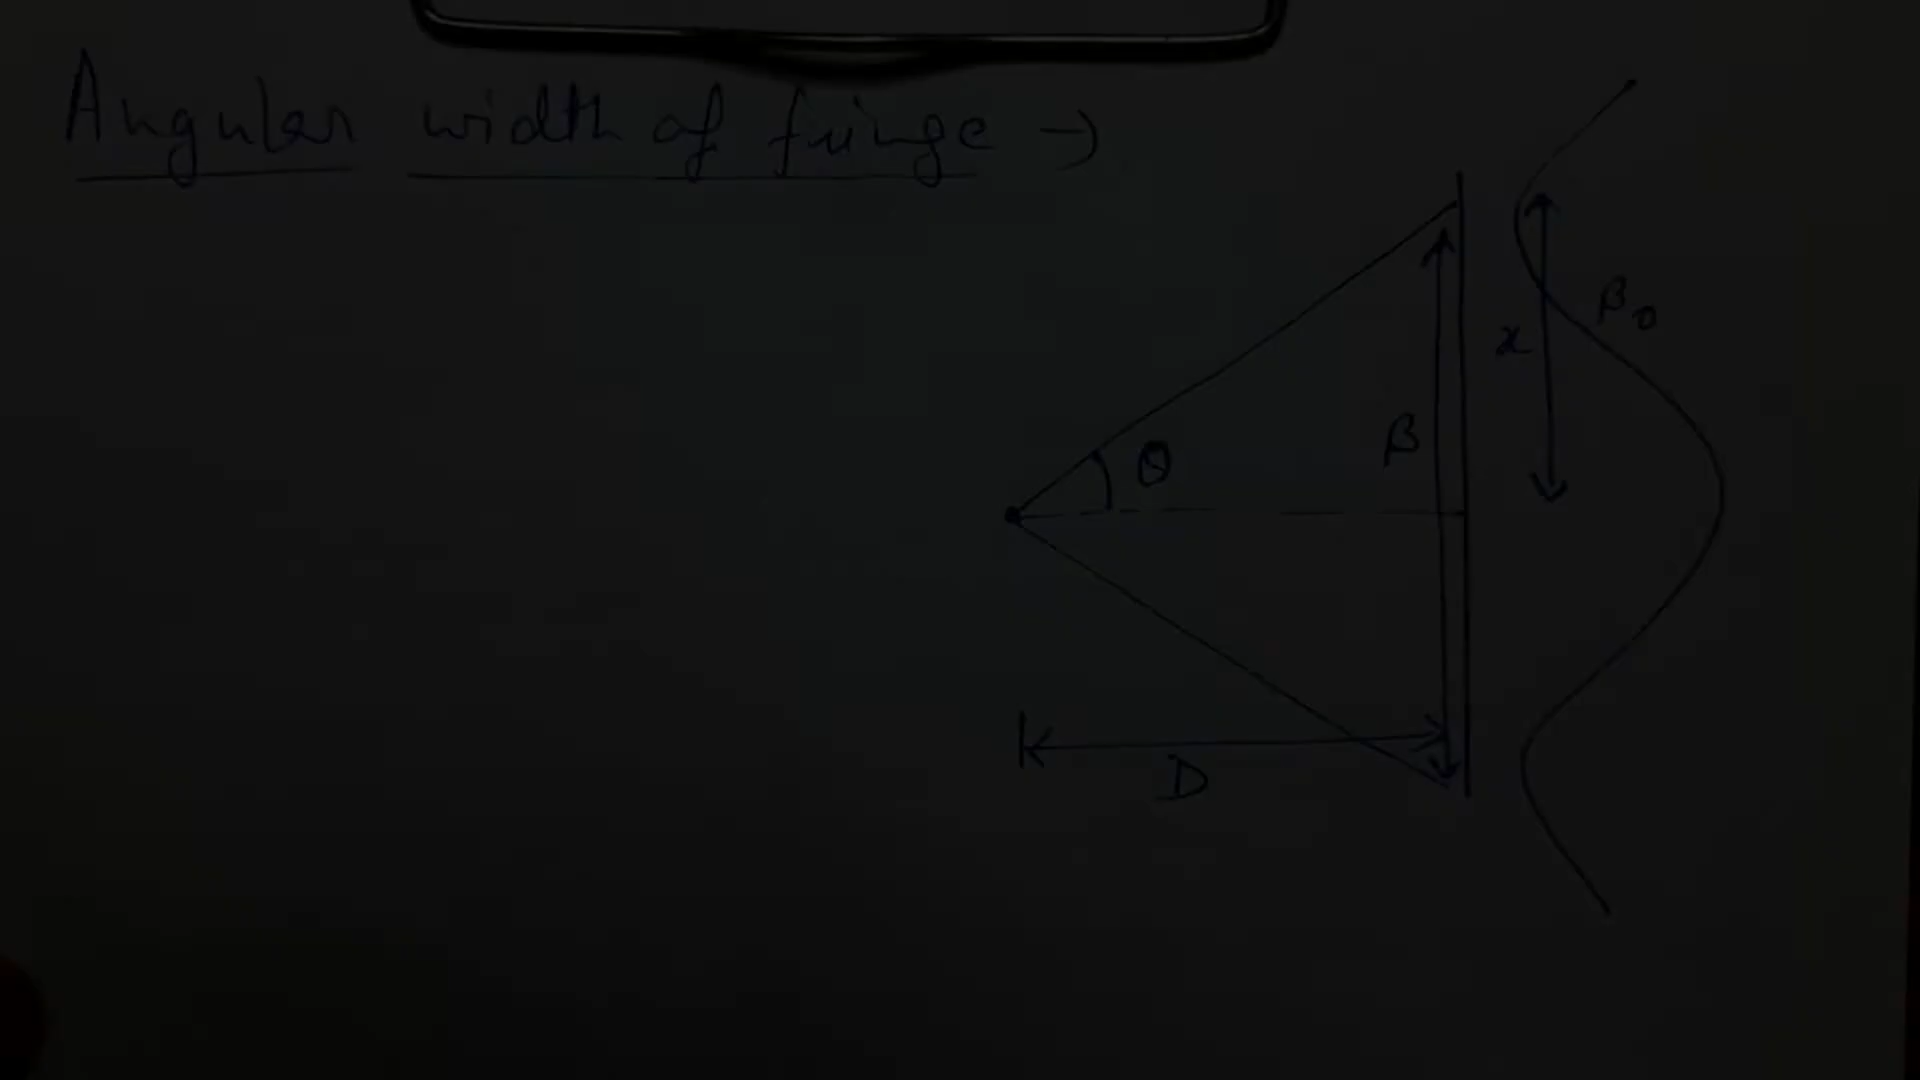 Angular width of fringe →
β₀
x
β
θ
D